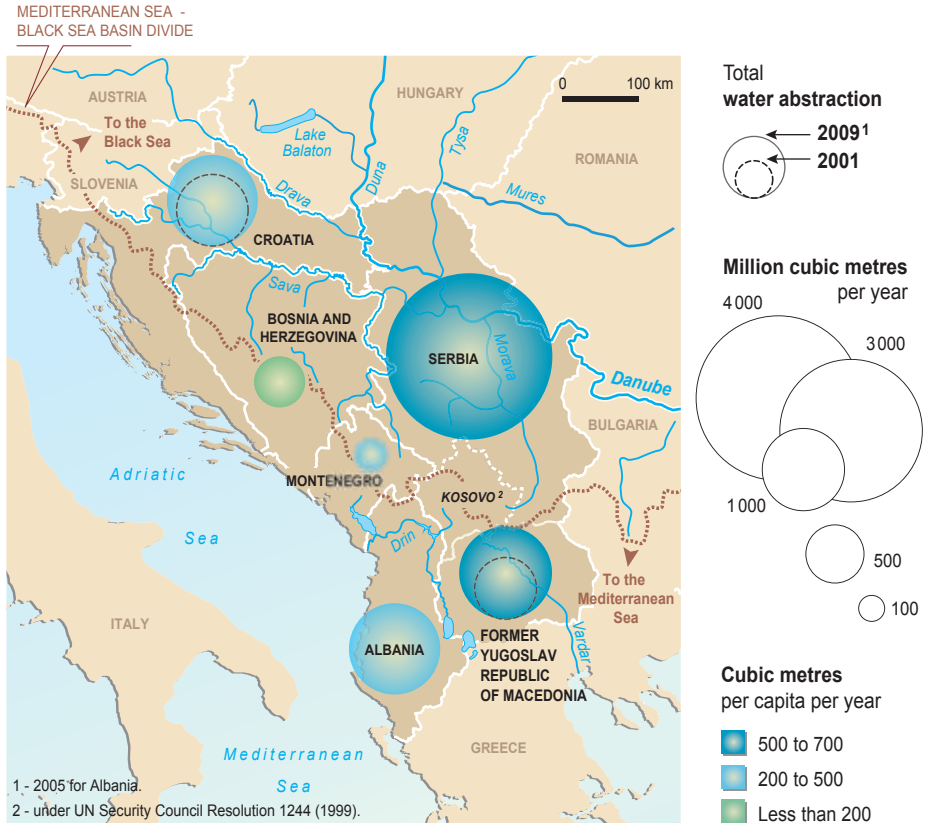 MEDITERRANEAN SEA -
BLACK SEA BASIN DIVIDE
AUSTRIA
To the
Black Sea
SLOVENIA
HUNGARY
0 100 km
Lake
Balaton
Duna
Tysa
ROMANIA
Mures
Drava
CROATIA
Sava
BOSNIA AND
HERZEGOVINA
SERBIA
Morava
Danube
BULGARIA
MONTENEGRO
KOSOVO 2
Adriatic
Sea
Drin
To the
Mediterranean
Sea
ITALY
ALBANIA
FORMER
YUGOSLAV
REPUBLIC
OF MACEDONIA
Vardar
GREECE
Mediterranean
Sea
1 - 2005 for Albania.
2 - under UN Security Council Resolution 1244 (1999).
Total
water abstraction
2009 1
2001
Million cubic metres
per year
4 000
3 000
1 000
500
100
Cubic metres
per capita per year
500 to 700
200 to 500
Less than 200